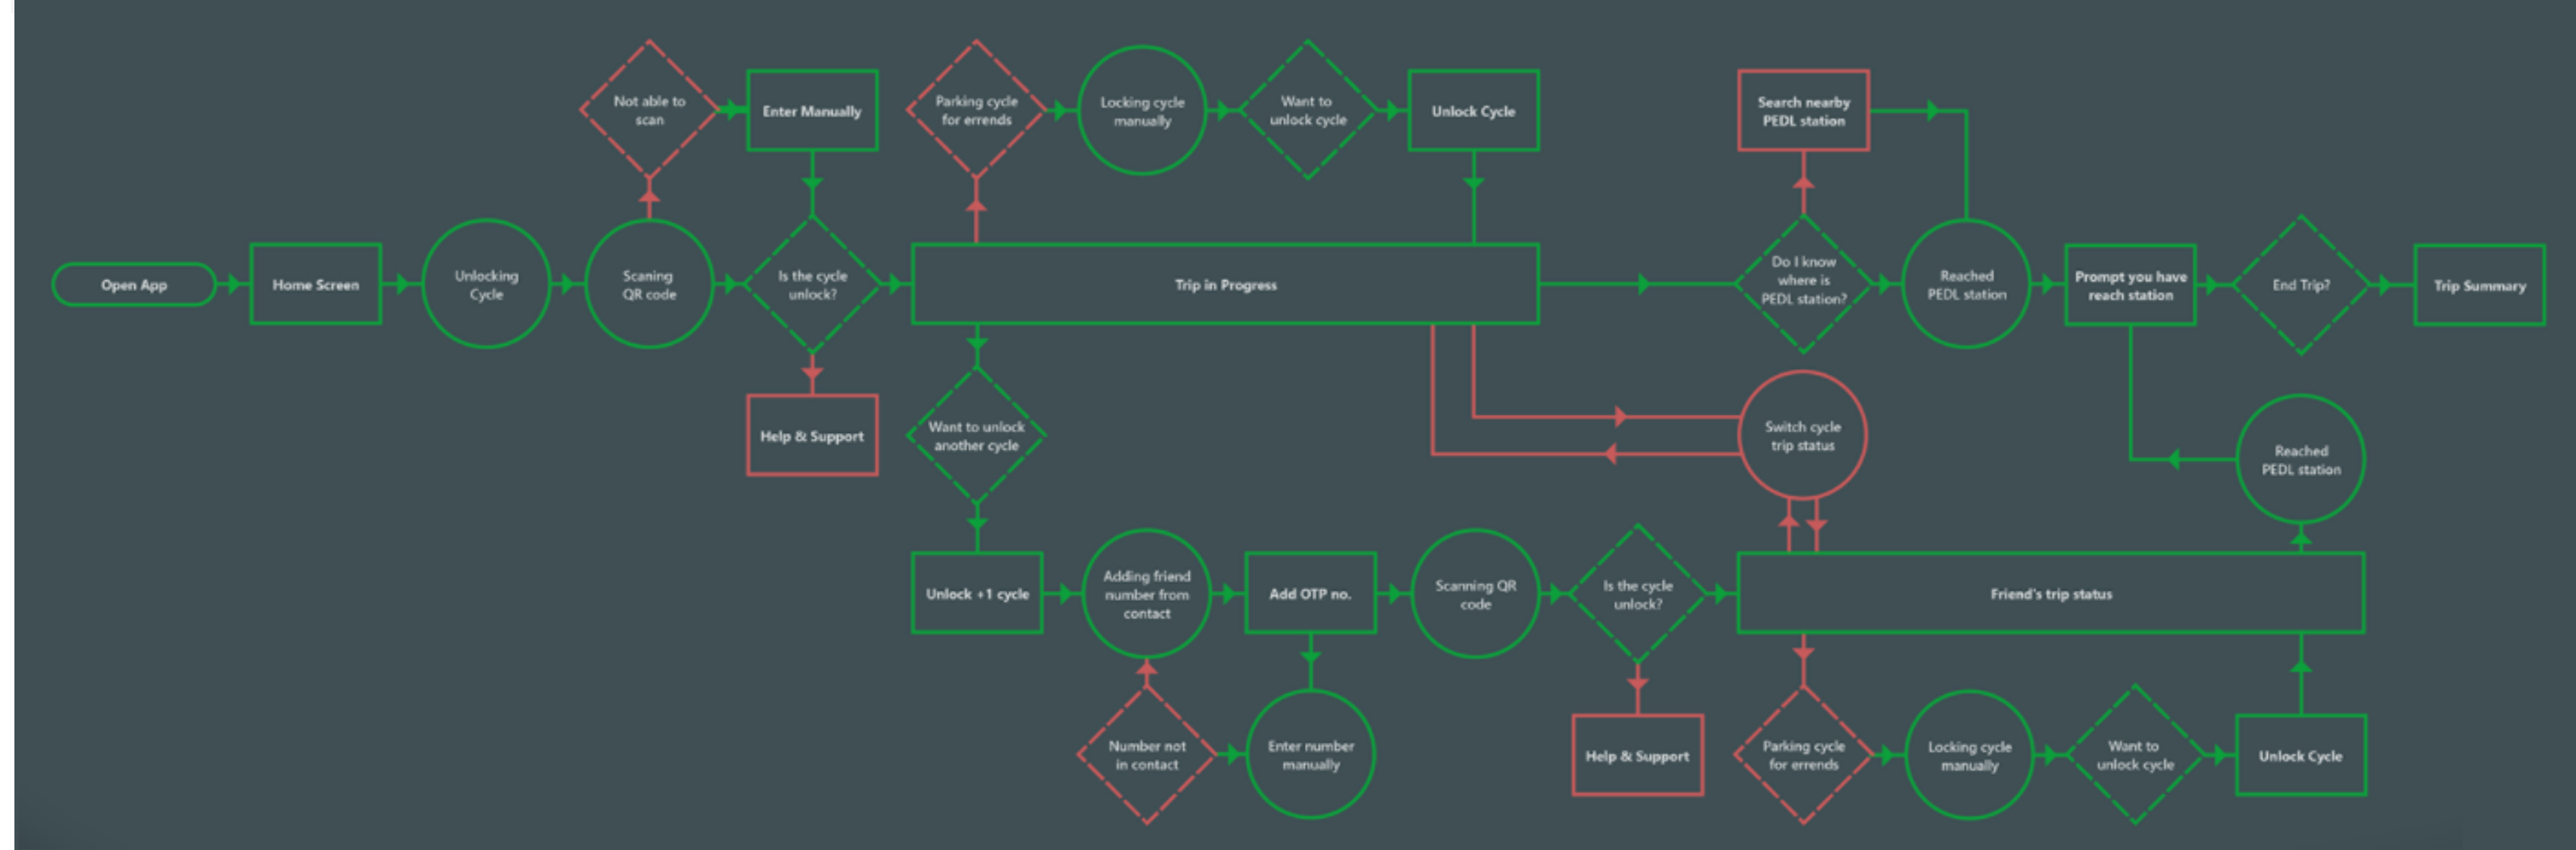 Not able to
scan
Enter Manually
Parking cycle
for errends
Locking cycle
manually
Want to
unlock cycle
Unlock Cycle
Search nearby
PEDL station
Open App
Home Screen
Unlocking
Cycle
Scaning
QR code
Is the cycle
unlock?
Trip in Progress
Do I know
where is
PEDL station?
Reached
PEDL station
Prompt you have
reach station
End Trip?
Trip Summary
Help & Support
Want to unlock
another cycle
Switch cycle
trip status
Reached
PEDL station
Unlock +1 cycle
Adding friend
number from
contact
Add OTP no.
Scanning QR
code
Is the cycle
unlock?
Friend's trip status
Number not
in contact
Enter number
manually
Help & Support
Parking cycle
for errends
Locking cycle
manually
Want to
unlock cycle
Unlock Cycle